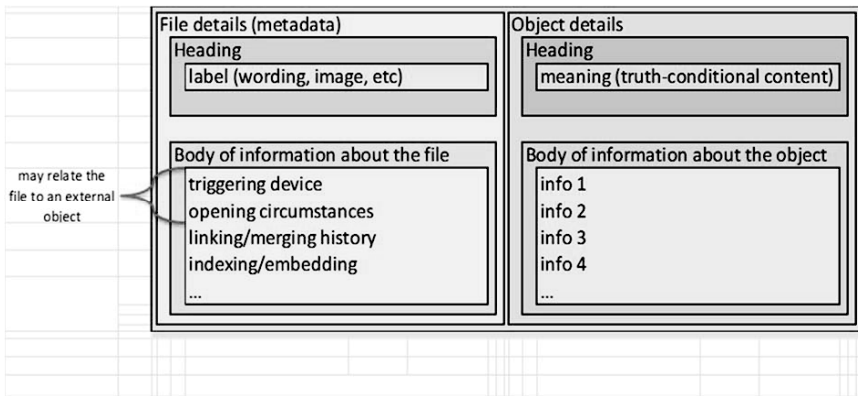 File details (metadata)
Heading
label (wording, image, etc)
Body of information about the file
triggering device
opening circumstances
linking/merging history
indexing/embedding
...
may relate the
file to an external
object
Object details
Heading
meaning (truth-conditional content)
Body of information about the object
info 1
info 2
info 3
info 4
...